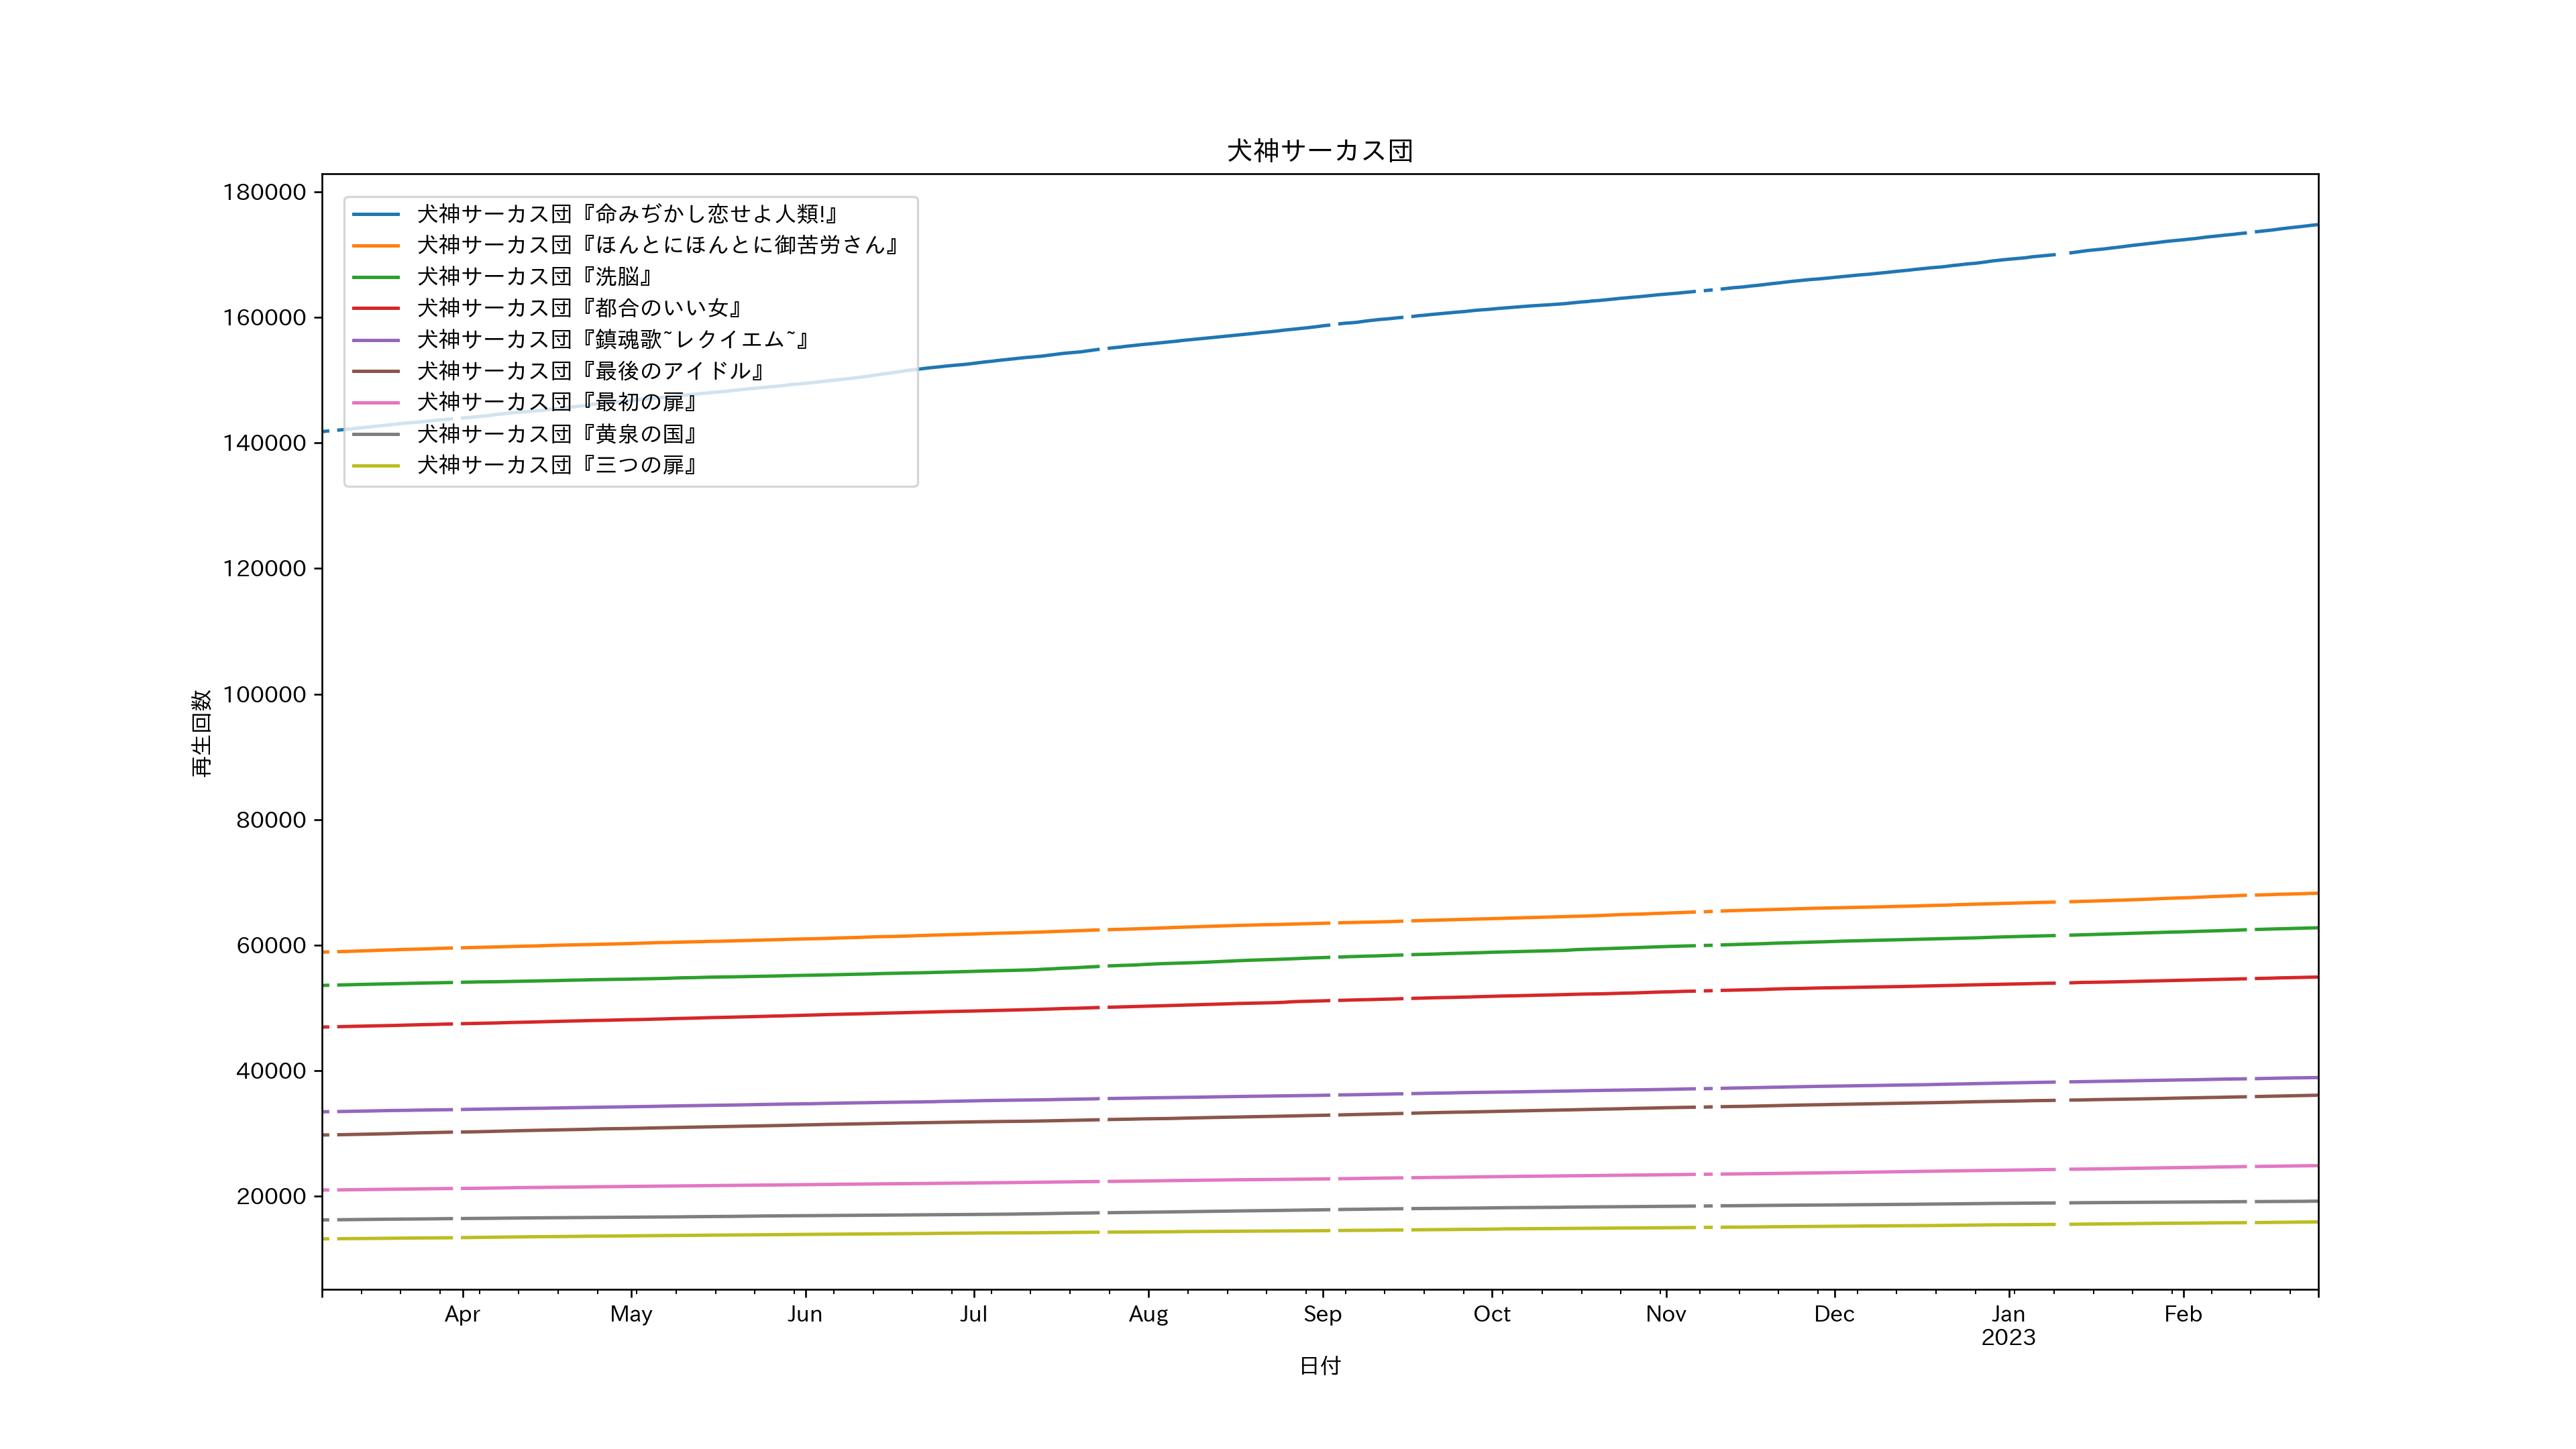 犬神サーカス団
180000
160000
140000
120000
100000
80000
60000
40000
20000
再生回数
犬神サーカス団『命みぢかし恋せよ人類!』
犬神サーカス団『ほんとにほんとに御苦労さん』
犬神サーカス団『洗脳』
犬神サーカス団『都合のいい女』
犬神サーカス団『鎮魂歌~レクイエム~』
犬神サーカス団『最後のアイドル』
犬神サーカス団『最初の扉』
犬神サーカス団『黄泉の国』
犬神サーカス団『三つの扉』
Apr May Jun Jul Aug Sep Oct Nov Dec Jan Feb
2023
日付